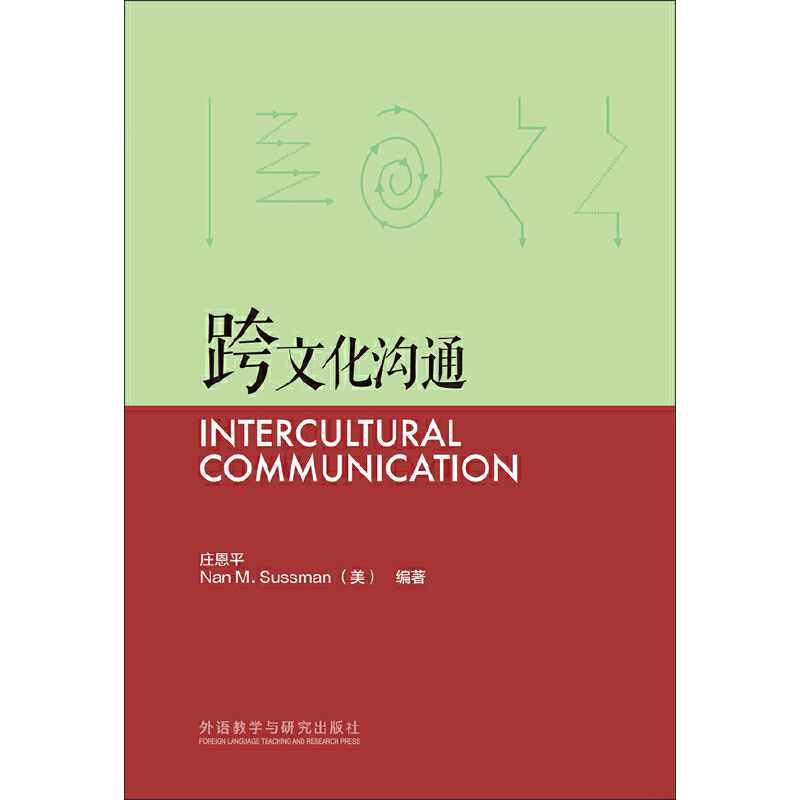 跨文化沟通
INTERCULTURAL
COMMUNICATION
庄恩平
Nan M. Sussman（美） 编著
外语教学与研究出版社
FOREIGN LANGUAGE TEACHING AND RESEARCH PRESS